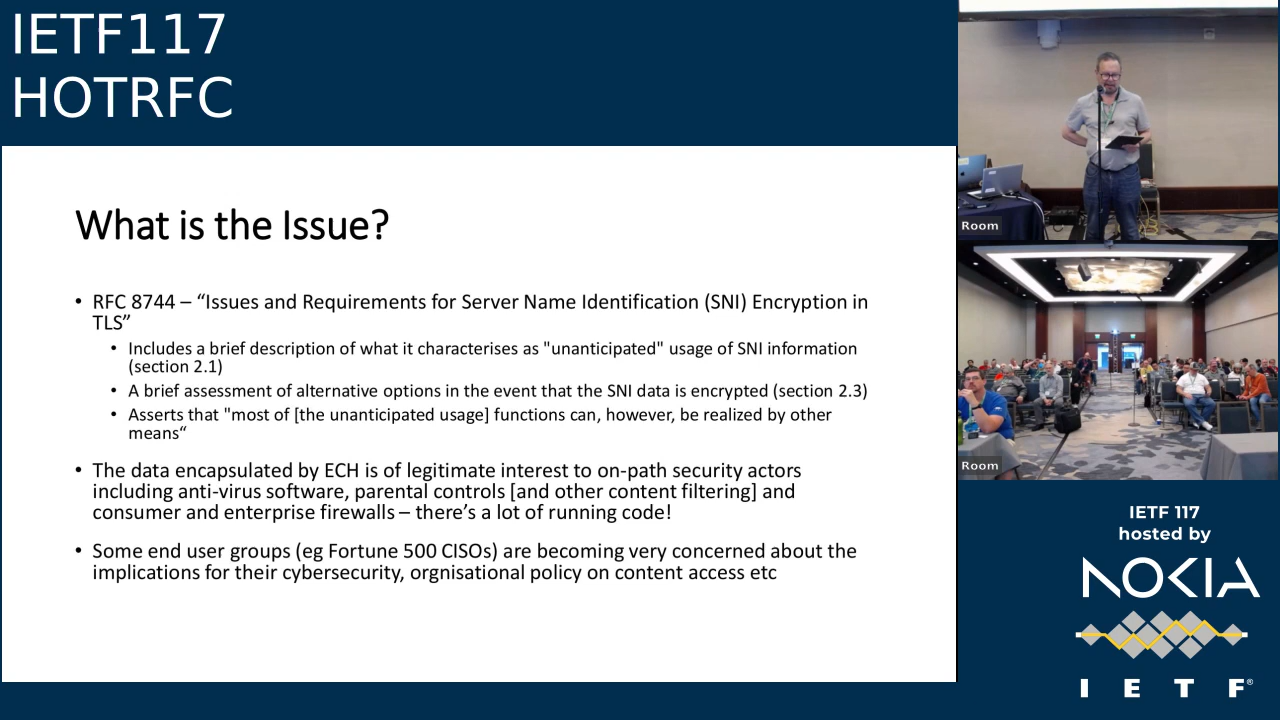 IETF117
HOTRFC
What is the Issue?
• RFC 8744 – “Issues and Requirements for Server Name Identification (SNI) Encryption in
TLS”
• Includes a brief description of what it characterises as "unanticipated" usage of SNI information
(section 2.1)
• A brief assessment of alternative options in the event that the SNI data is encrypted (section 2.3)
• Asserts that "most of [the unanticipated usage] functions can, however, be realized by other
means“
• The data encapsulated by ECH is of legitimate interest to on-path security actors
including anti-virus software, parental controls [and other content filtering] and
consumer and enterprise firewalls – there’s a lot of running code!
• Some end user groups (eg Fortune 500 CISOs) are becoming very concerned about the
implications for their cybersecurity, orgnisational policy on content access etc
Room
Room
IETF 117
hosted by
NOKIA
I E T F®